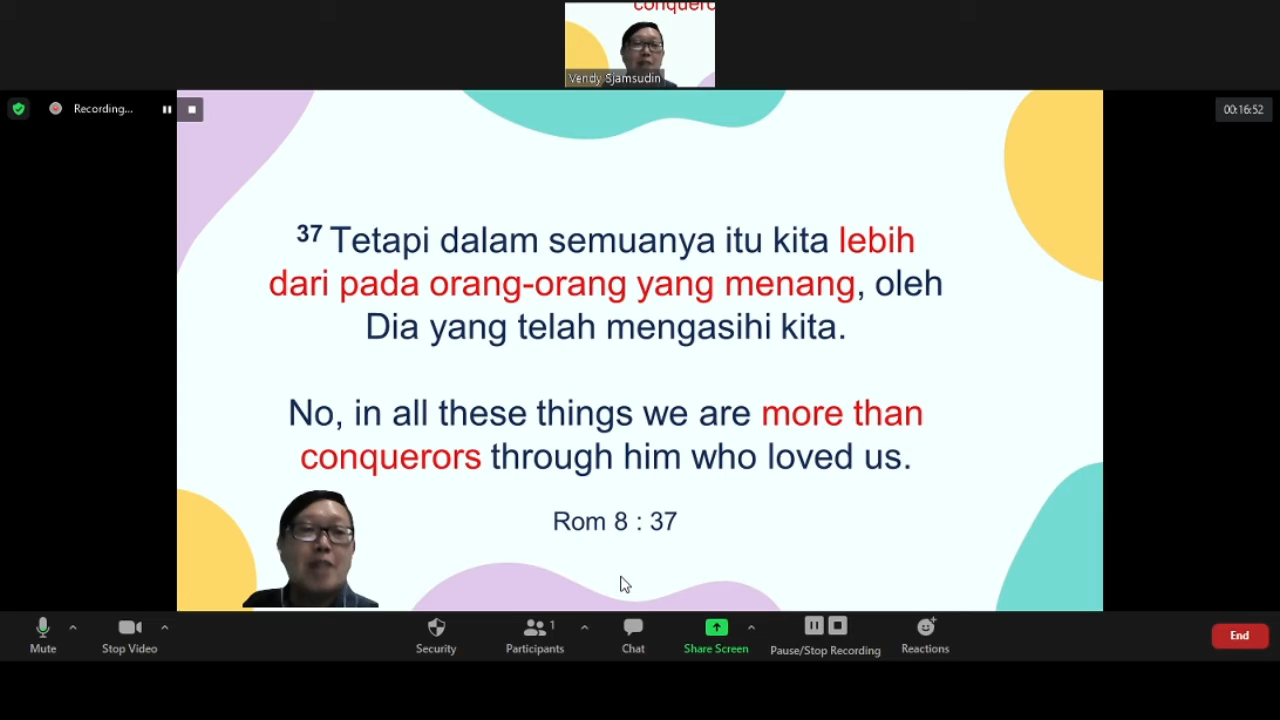 conquero
Vendy Sjamsudin
Recording...
00:16:52
37 Tetapi dalam semuanya itu kita lebih
dari pada orang-orang yang menang, oleh
Dia yang telah mengasihi kita.
No, in all these things we are more than
conquerors through him who loved us.
Rom 8 : 37
Mute
Stop Video
Security
Participants
1
Chat
Share Screen
Pause/Stop Recording
Reactions
End